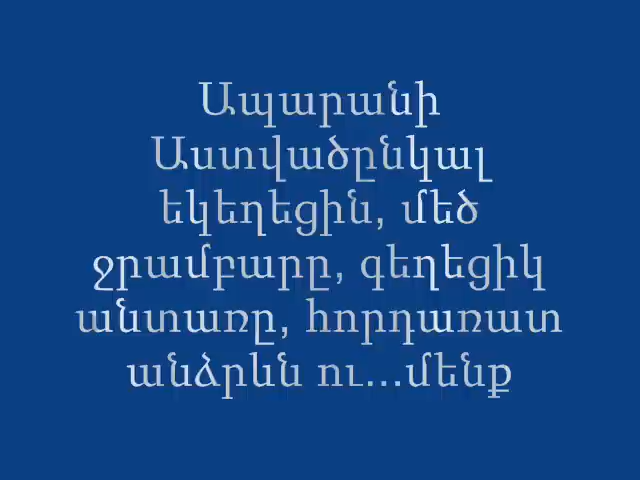 Ապարանի
Աստվածընկալ
եկեղեցին, մեծ
ջրամբարը, գեղեցիկ
անտառը, հորդառատ
անձրևն ու...մենք